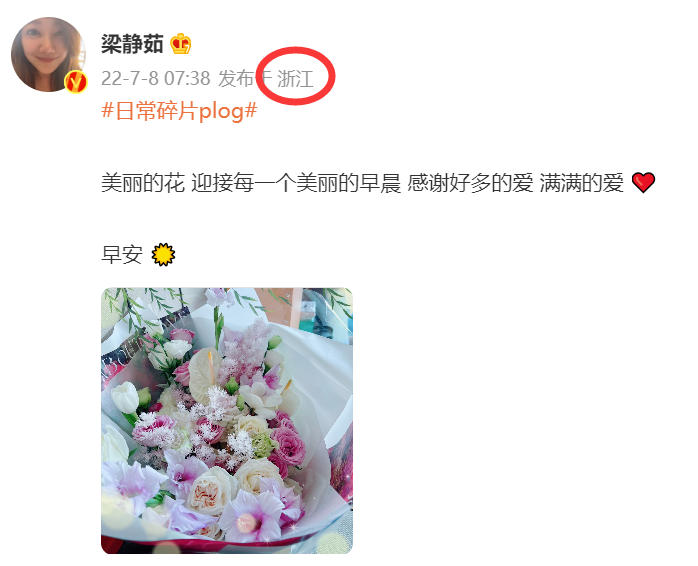 梁静茹
22-7-8 07:38 发布于 浙江
#日常碎片plog#
美丽的花 迎接每一个美丽的早晨 感谢好多的爱 满满的爱
早安